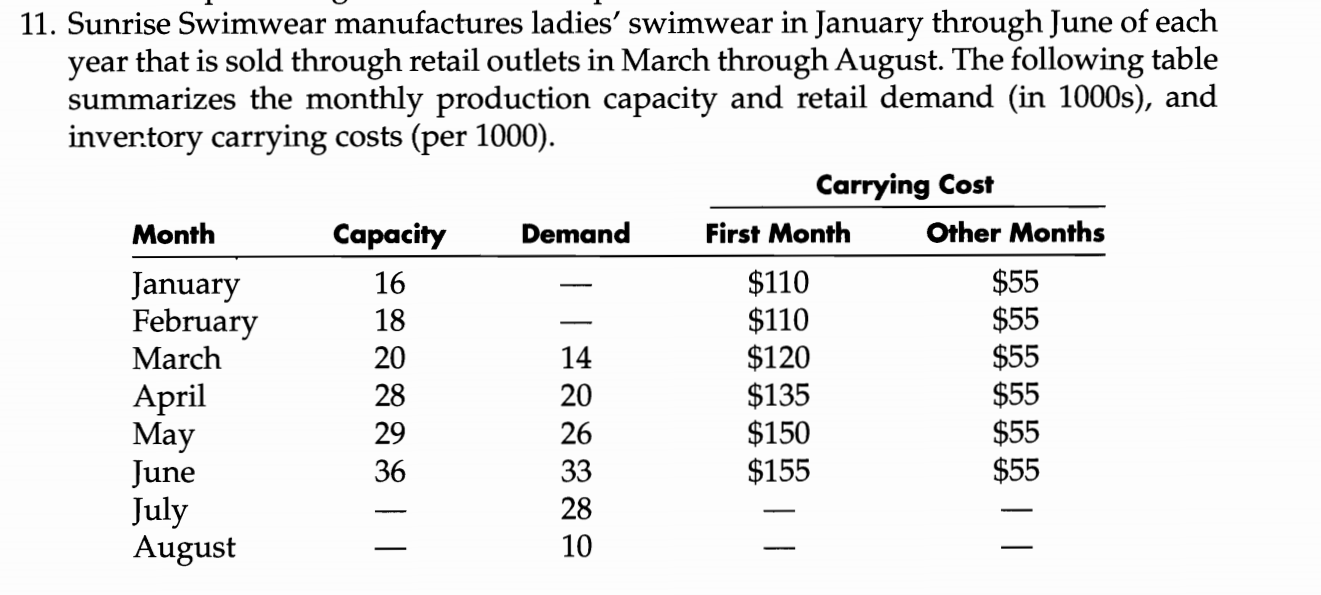 11. Sunrise Swimwear manufactures ladies’ swimwear in January through June of each
year that is sold through retail outlets in March through August. The following table
summarizes the monthly production capacity and retail demand (in 1000s), and
inventory carrying costs (per 1000).
Carrying Cost
Month Capacity Demand First Month Other Months
January 16 — $110 $55
February 18 — $110 $55
March 20 14 $120 $55
April 28 20 $135 $55
May 29 26 $150 $55
June 36 33 $155 $55
July — 28 — —
August — 10 — —